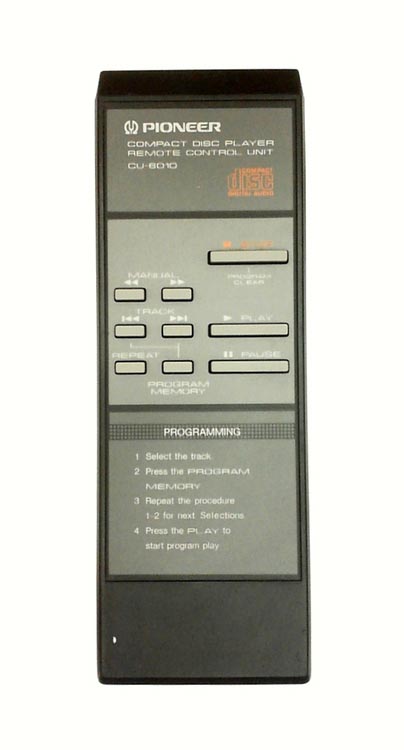 PIONEER
COMPACT DISC PLAYER
REMOTE CONTROL UNIT
CU-6010
COMPACT
disc
DIGITAL AUDIO
PROGRAM
CLEAR
MANUAL
TRACK
PLAY
REPEAT
PAUSE
PROGRAM
MEMORY
PROGRAMMING
1 Select the track.
2 Press the PROGRAM
MEMORY
3 Repeat the procedure
1-2 for next Selections
4 Press the PLAY to
start program play